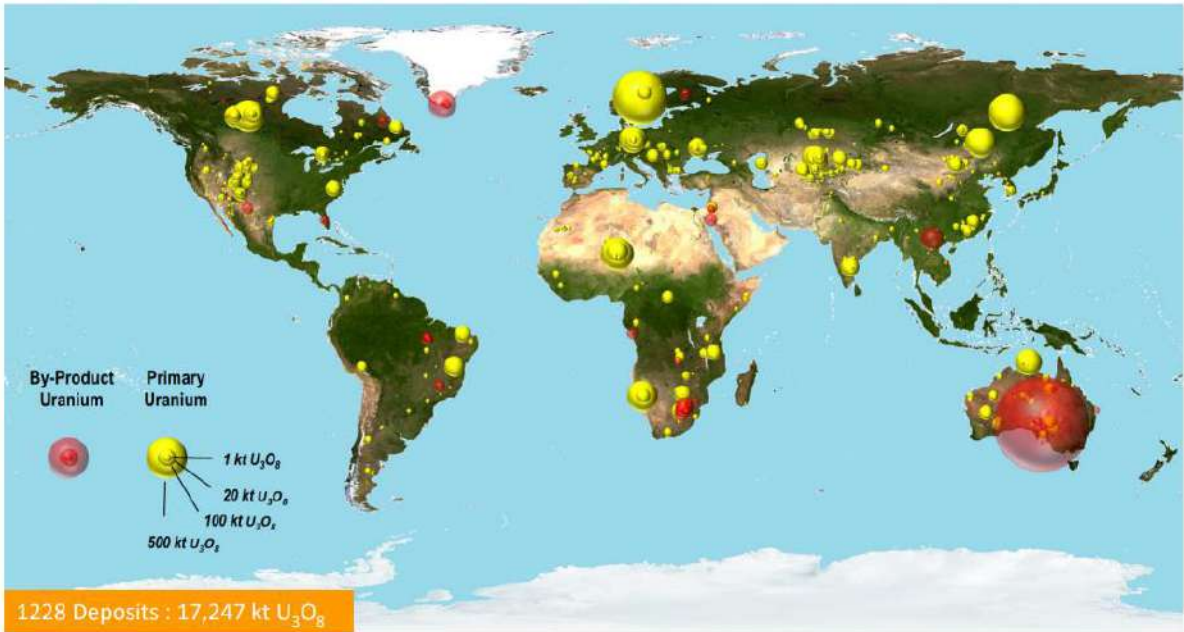 By-Product
Uranium
Primary
Uranium
1 kt U₃O₈
20 kt U₃O₈
100 kt U₃O₈
500 kt U₃O₈
1228 Deposits : 17,247 kt U₃O₈